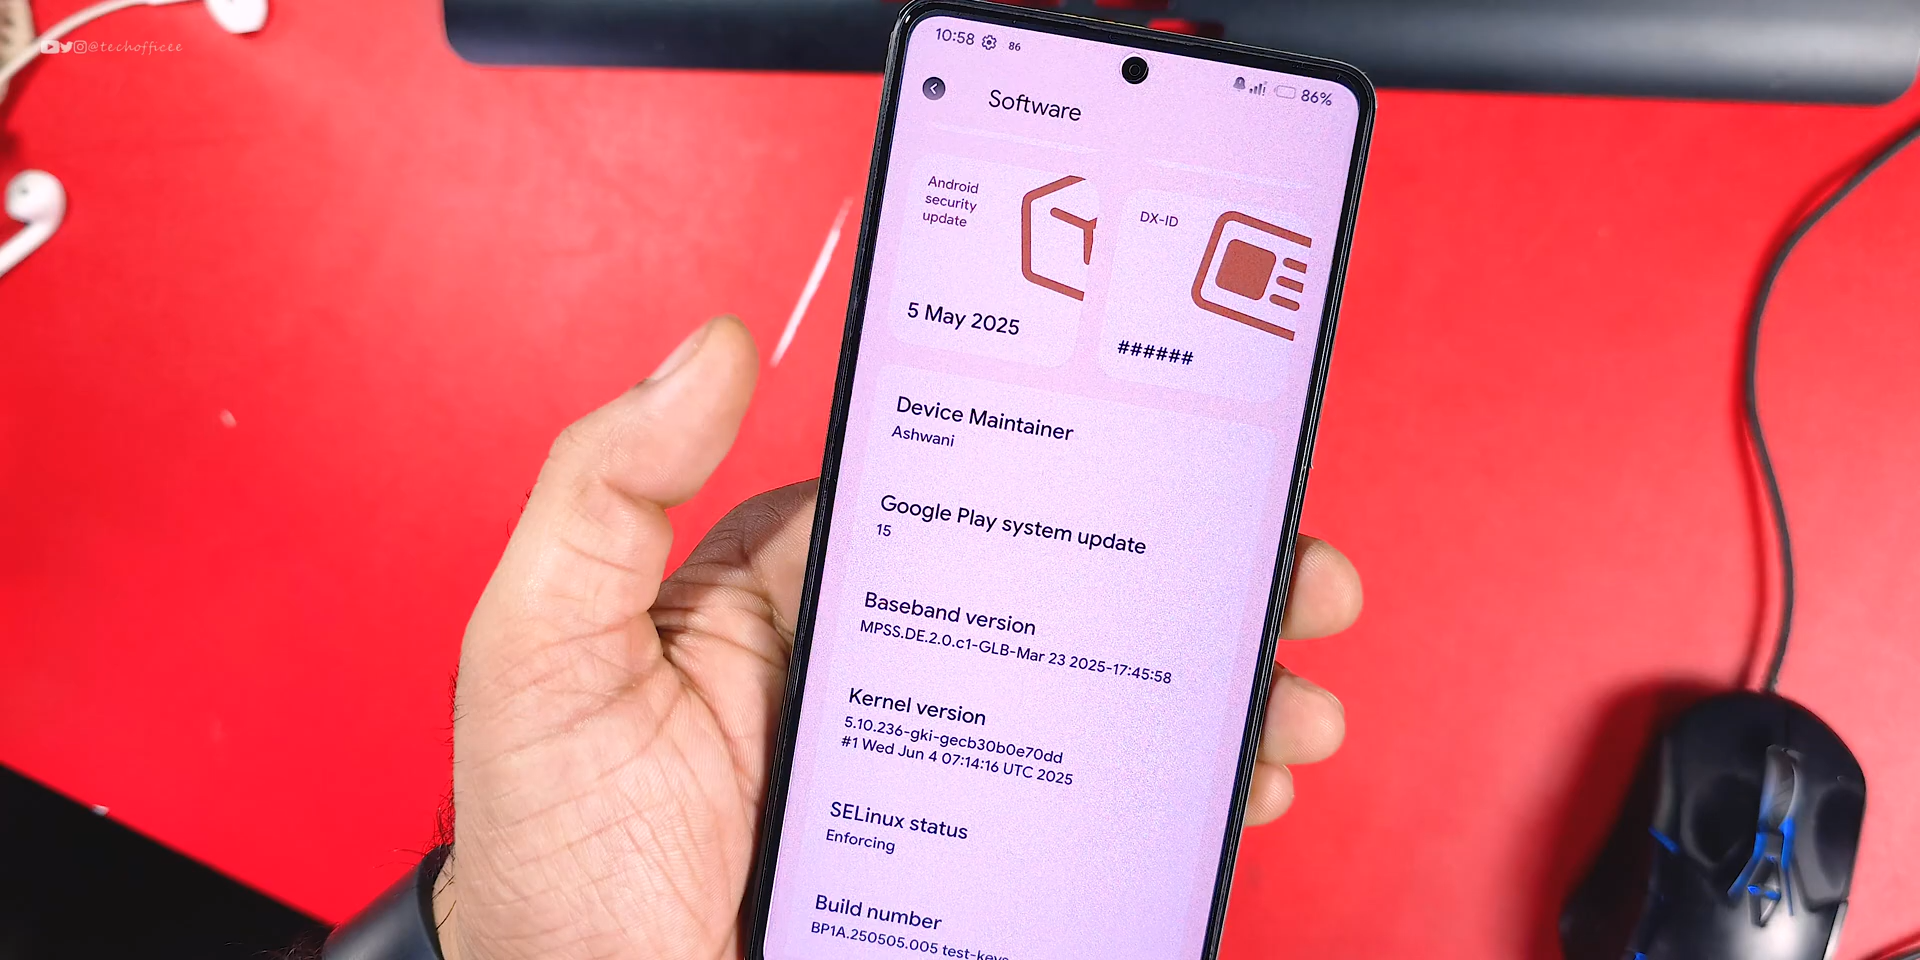 @techofficee
10:58 86
86%
Software
Android
security
update
5 May 2025
DX-ID
######
Device Maintainer
Ashwani
Google Play system update
15
Baseband version
MPSS.DE.2.0.c1-GLB-Mar 23 2025-17:45:58
Kernel version
5.10.236-gki-gecb30b0e70dd
#1 Wed Jun 4 07:14:16 UTC 2025
SELinux status
Enforcing
Build number
BP1A.250505.005 test-keys